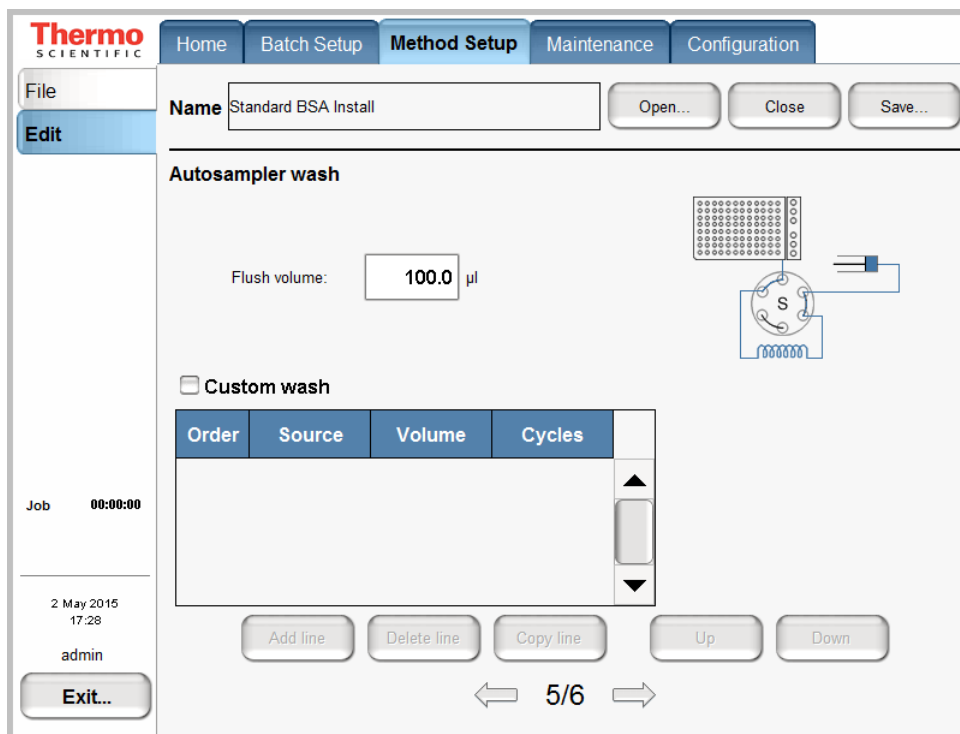 Thermo
SCIENTIFIC
Home Batch Setup Method Setup Maintenance Configuration
File
Edit
Name Standard BSA Install Open... Close Save...
Autosampler wash
Flush volume: 100.0 µl
S
Custom wash
Order Source Volume Cycles
Job 00:00:00
2 May 2015
17:28
admin
Exit...
Add line Delete line Copy line Up Down
5/6